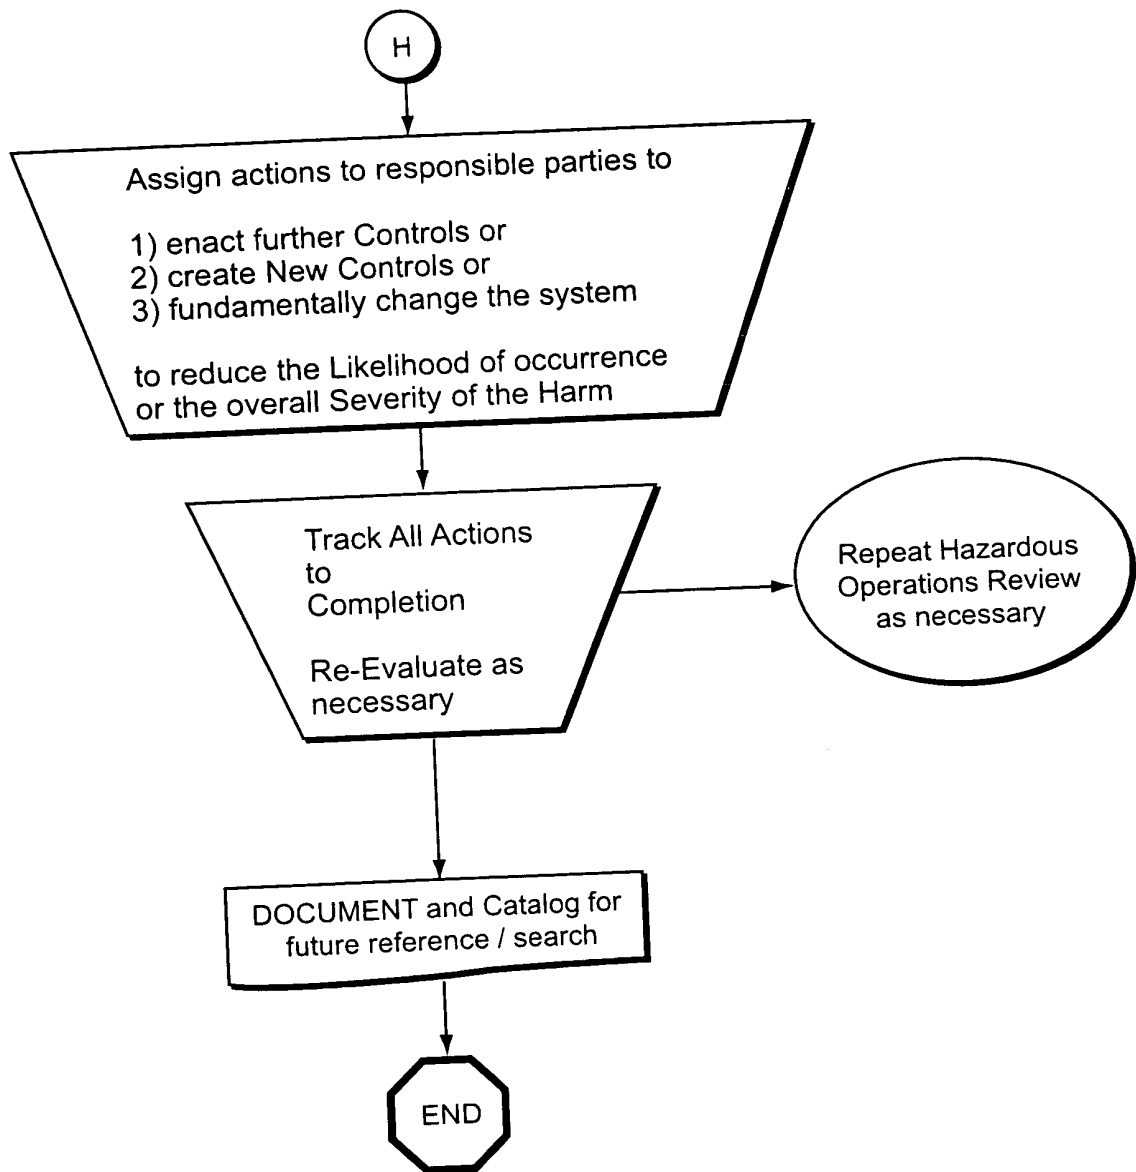 H
Assign actions to responsible parties to
1) enact further Controls or
2) create New Controls or
3) fundamentally change the system
to reduce the Likelihood of occurrence
or the overall Severity of the Harm
Track All Actions
to
Completion
Re-Evaluate as
necessary
Repeat Hazardous
Operations Review
as necessary
DOCUMENT and Catalog for
future reference / search
END